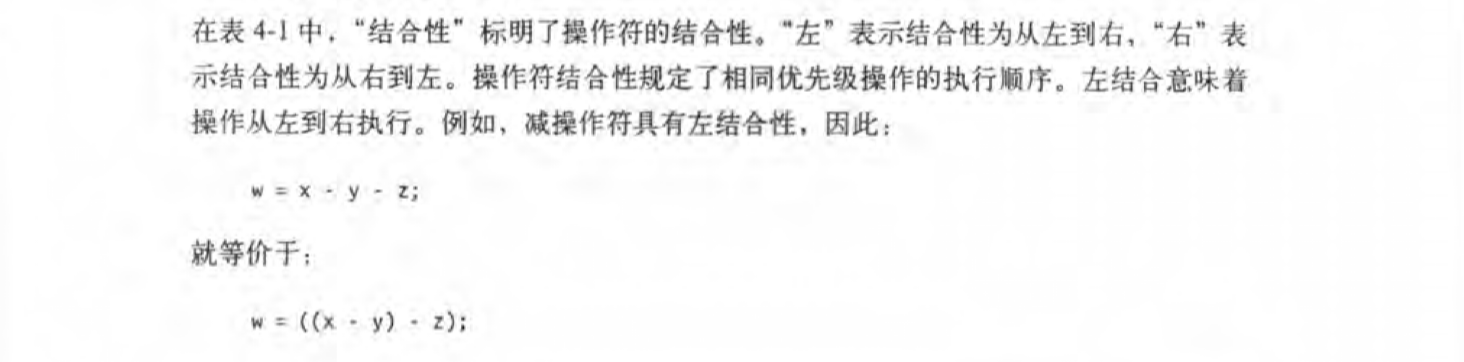 在表 4-1 中，“结合性”标明了操作符的结合性。“左”表示结合性为从左到右，“右”表
示结合性为从右到左。操作符结合性规定了相同优先级操作的执行顺序。左结合意味着
操作从左到右执行。例如，减操作符具有左结合性，因此：
w = x - y - z;
就等价于：
w = ((x - y) - z);